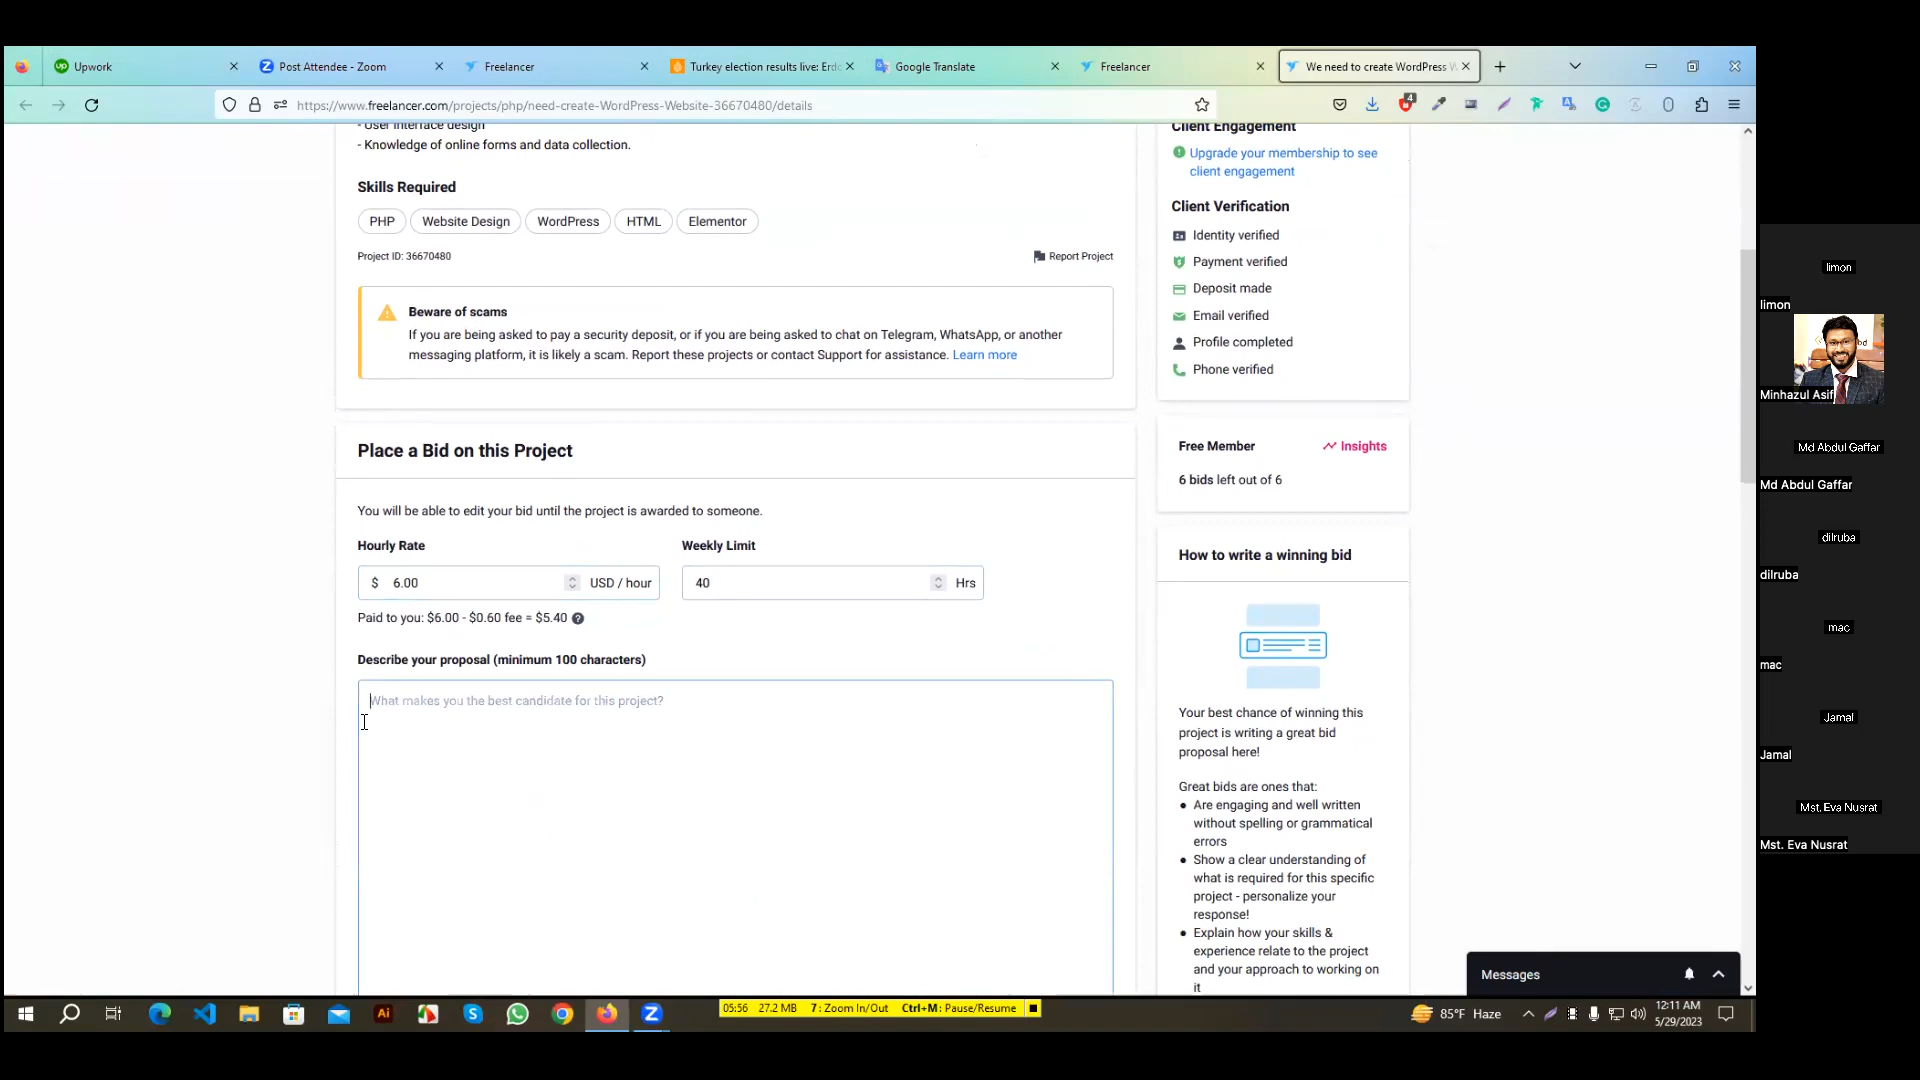 Upwork
Post Attendee - Zoom
Freelancer
Turkey election results live: Erdo
Google Translate
Freelancer
We need to create WordPress W
https://www.freelancer.com/projects/php/need-create-WordPress-Website-36670480/details
4
- User interface design
- Knowledge of online forms and data collection.
Skills Required
PHP
Website Design
WordPress
HTML
Elementor
Project ID: 36670480
Report Project
Beware of scams
If you are being asked to pay a security deposit, or if you are being asked to chat on Telegram, WhatsApp, or another
messaging platform, it is likely a scam. Report these projects or contact Support for assistance. Learn more
Place a Bid on this Project
You will be able to edit your bid until the project is awarded to someone.
Hourly Rate
Weekly Limit
$ 6.00 USD / hour
40 Hrs
Paid to you: $6.00 - $0.60 fee = $5.40
Describe your proposal (minimum 100 characters)
What makes you the best candidate for this project?
Client Engagement
Upgrade your membership to see
client engagement
Client Verification
Identity verified
Payment verified
Deposit made
Email verified
Profile completed
Phone verified
Free Member
Insights
6 bids left out of 6
How to write a winning bid
Your best chance of winning this
project is writing a great bid
proposal here!
Great bids are ones that:
● Are engaging and well written
without spelling or grammatical
errors
● Show a clear understanding of
what is required for this specific
project - personalize your
response!
● Explain how your skills &
experience relate to the project
and your approach to working on
it
Messages
limon
limon
Minhazul Asif
Md Abdul Gaffar
Md Abdul Gaffar
dilruba
dilruba
mac
mac
Jamal
Jamal
Mst. Eva Nusrat
Mst. Eva Nusrat
05:56 27.2 MB 7 : Zoom In/Out Ctrl+M : Pause/Resume
85°F Haze
12:11 AM
5/29/2023